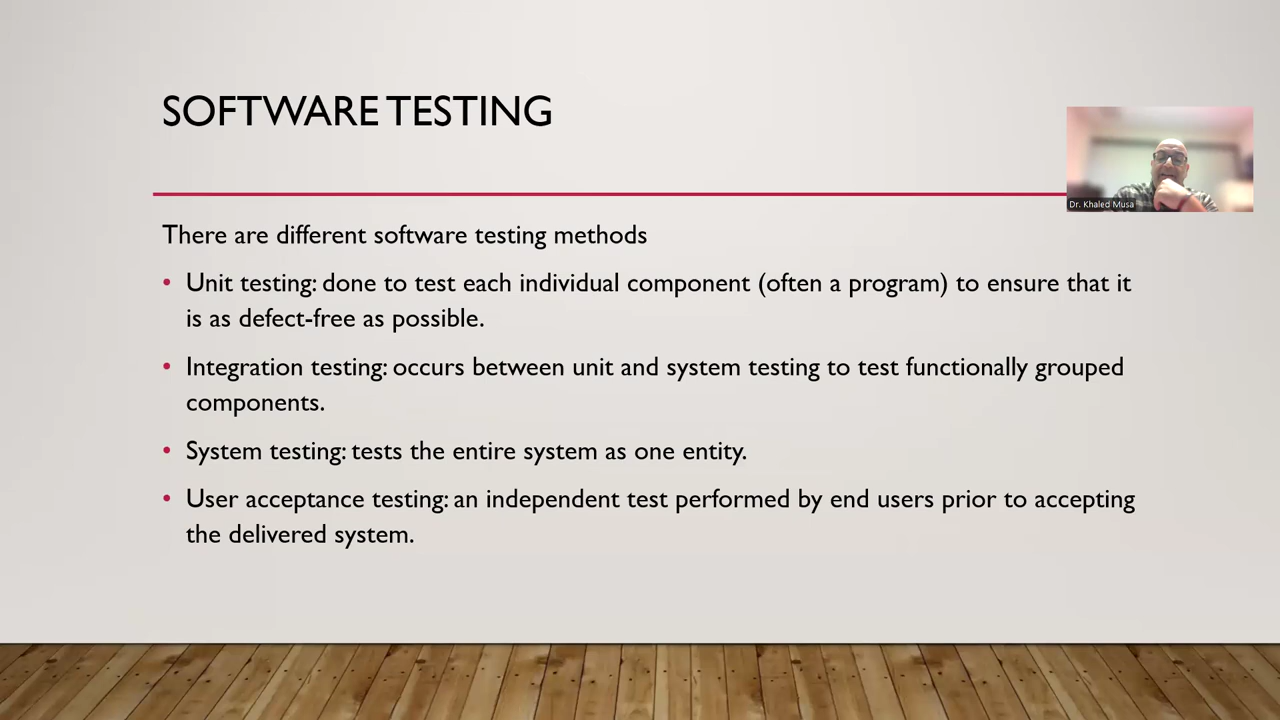 SOFTWARE TESTING
Dr. Khaled Musa
There are different software testing methods
• Unit testing: done to test each individual component (often a program) to ensure that it
is as defect-free as possible.
• Integration testing: occurs between unit and system testing to test functionally grouped
components.
• System testing: tests the entire system as one entity.
• User acceptance testing: an independent test performed by end users prior to accepting
the delivered system.